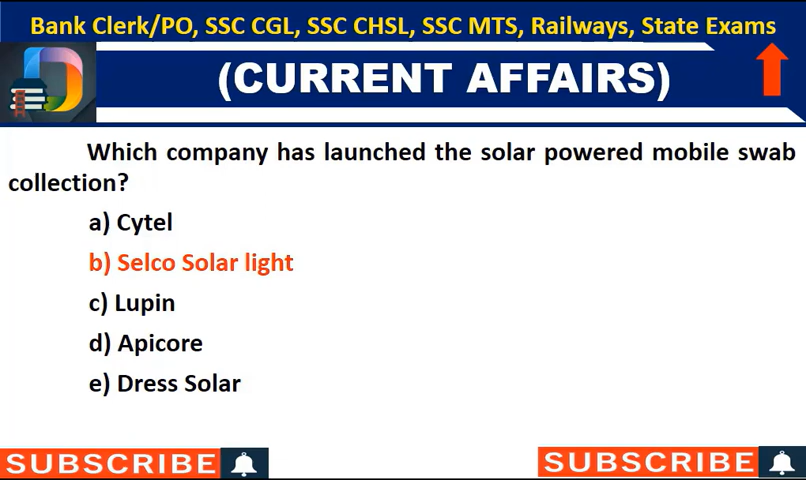 Bank Clerk/PO, SSC CGL, SSC CHSL, SSC MTS, Railways, State Exams
(CURRENT AFFAIRS)
Which company has launched the solar powered mobile swab
collection?
a) Cytel
b) Selco Solar light
c) Lupin
d) Apicore
e) Dress Solar
SUBSCRIBE
SUBSCRIBE